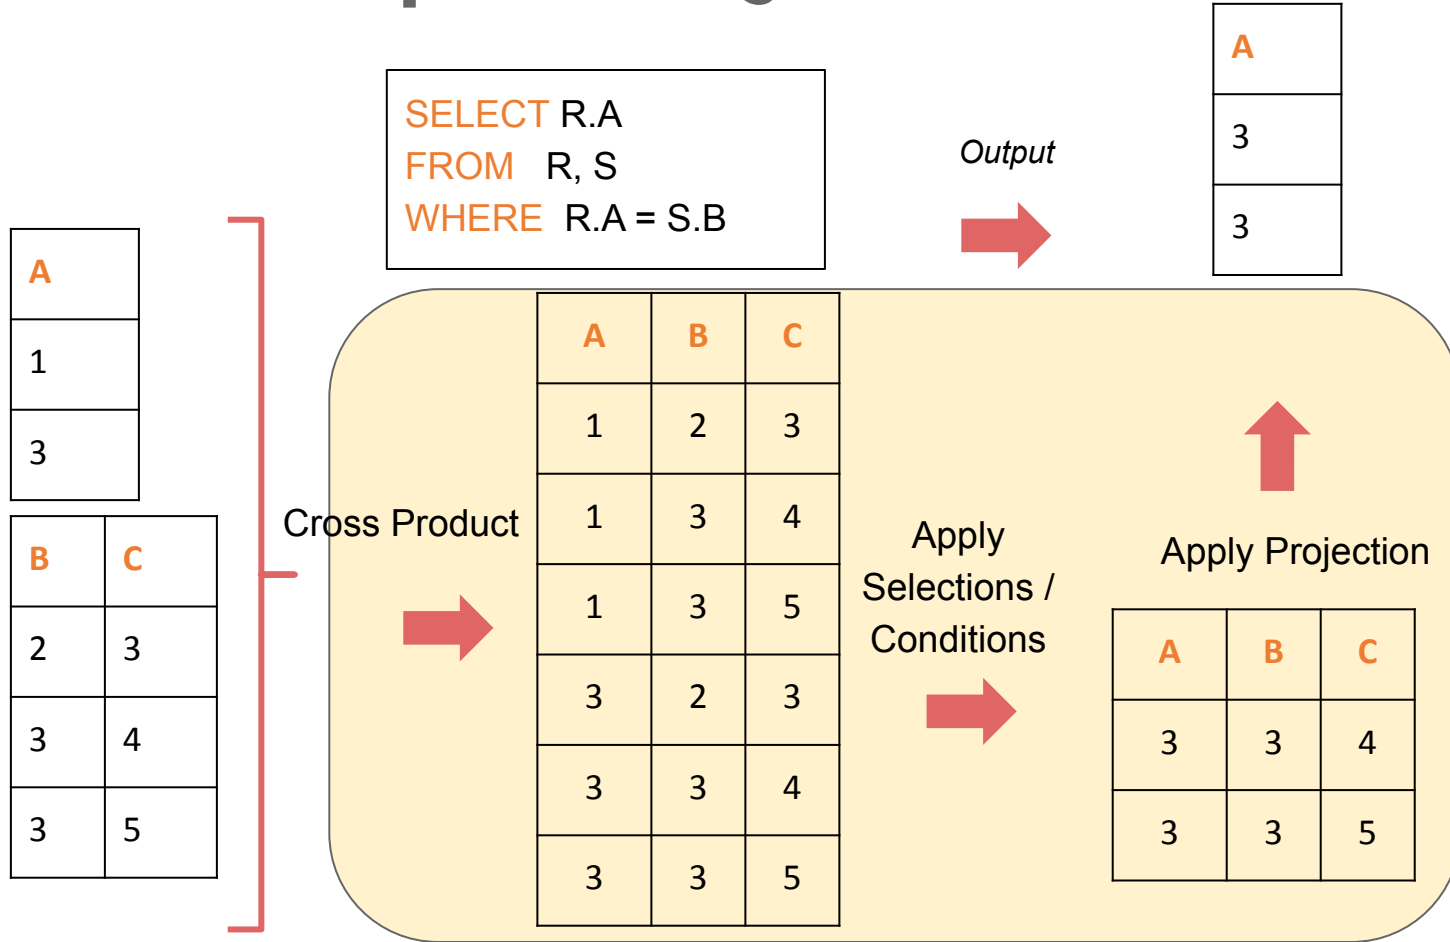 SELECT R.A
FROM R, S
WHERE R.A = S.B
Output
A
3
3
A
1
3
B C
2 3
3 4
3 5
Cross Product
A B C
1 2 3
1 3 4
1 3 5
3 2 3
3 3 4
3 3 5
Apply
Selections /
Conditions
Apply Projection
A B C
3 3 4
3 3 5